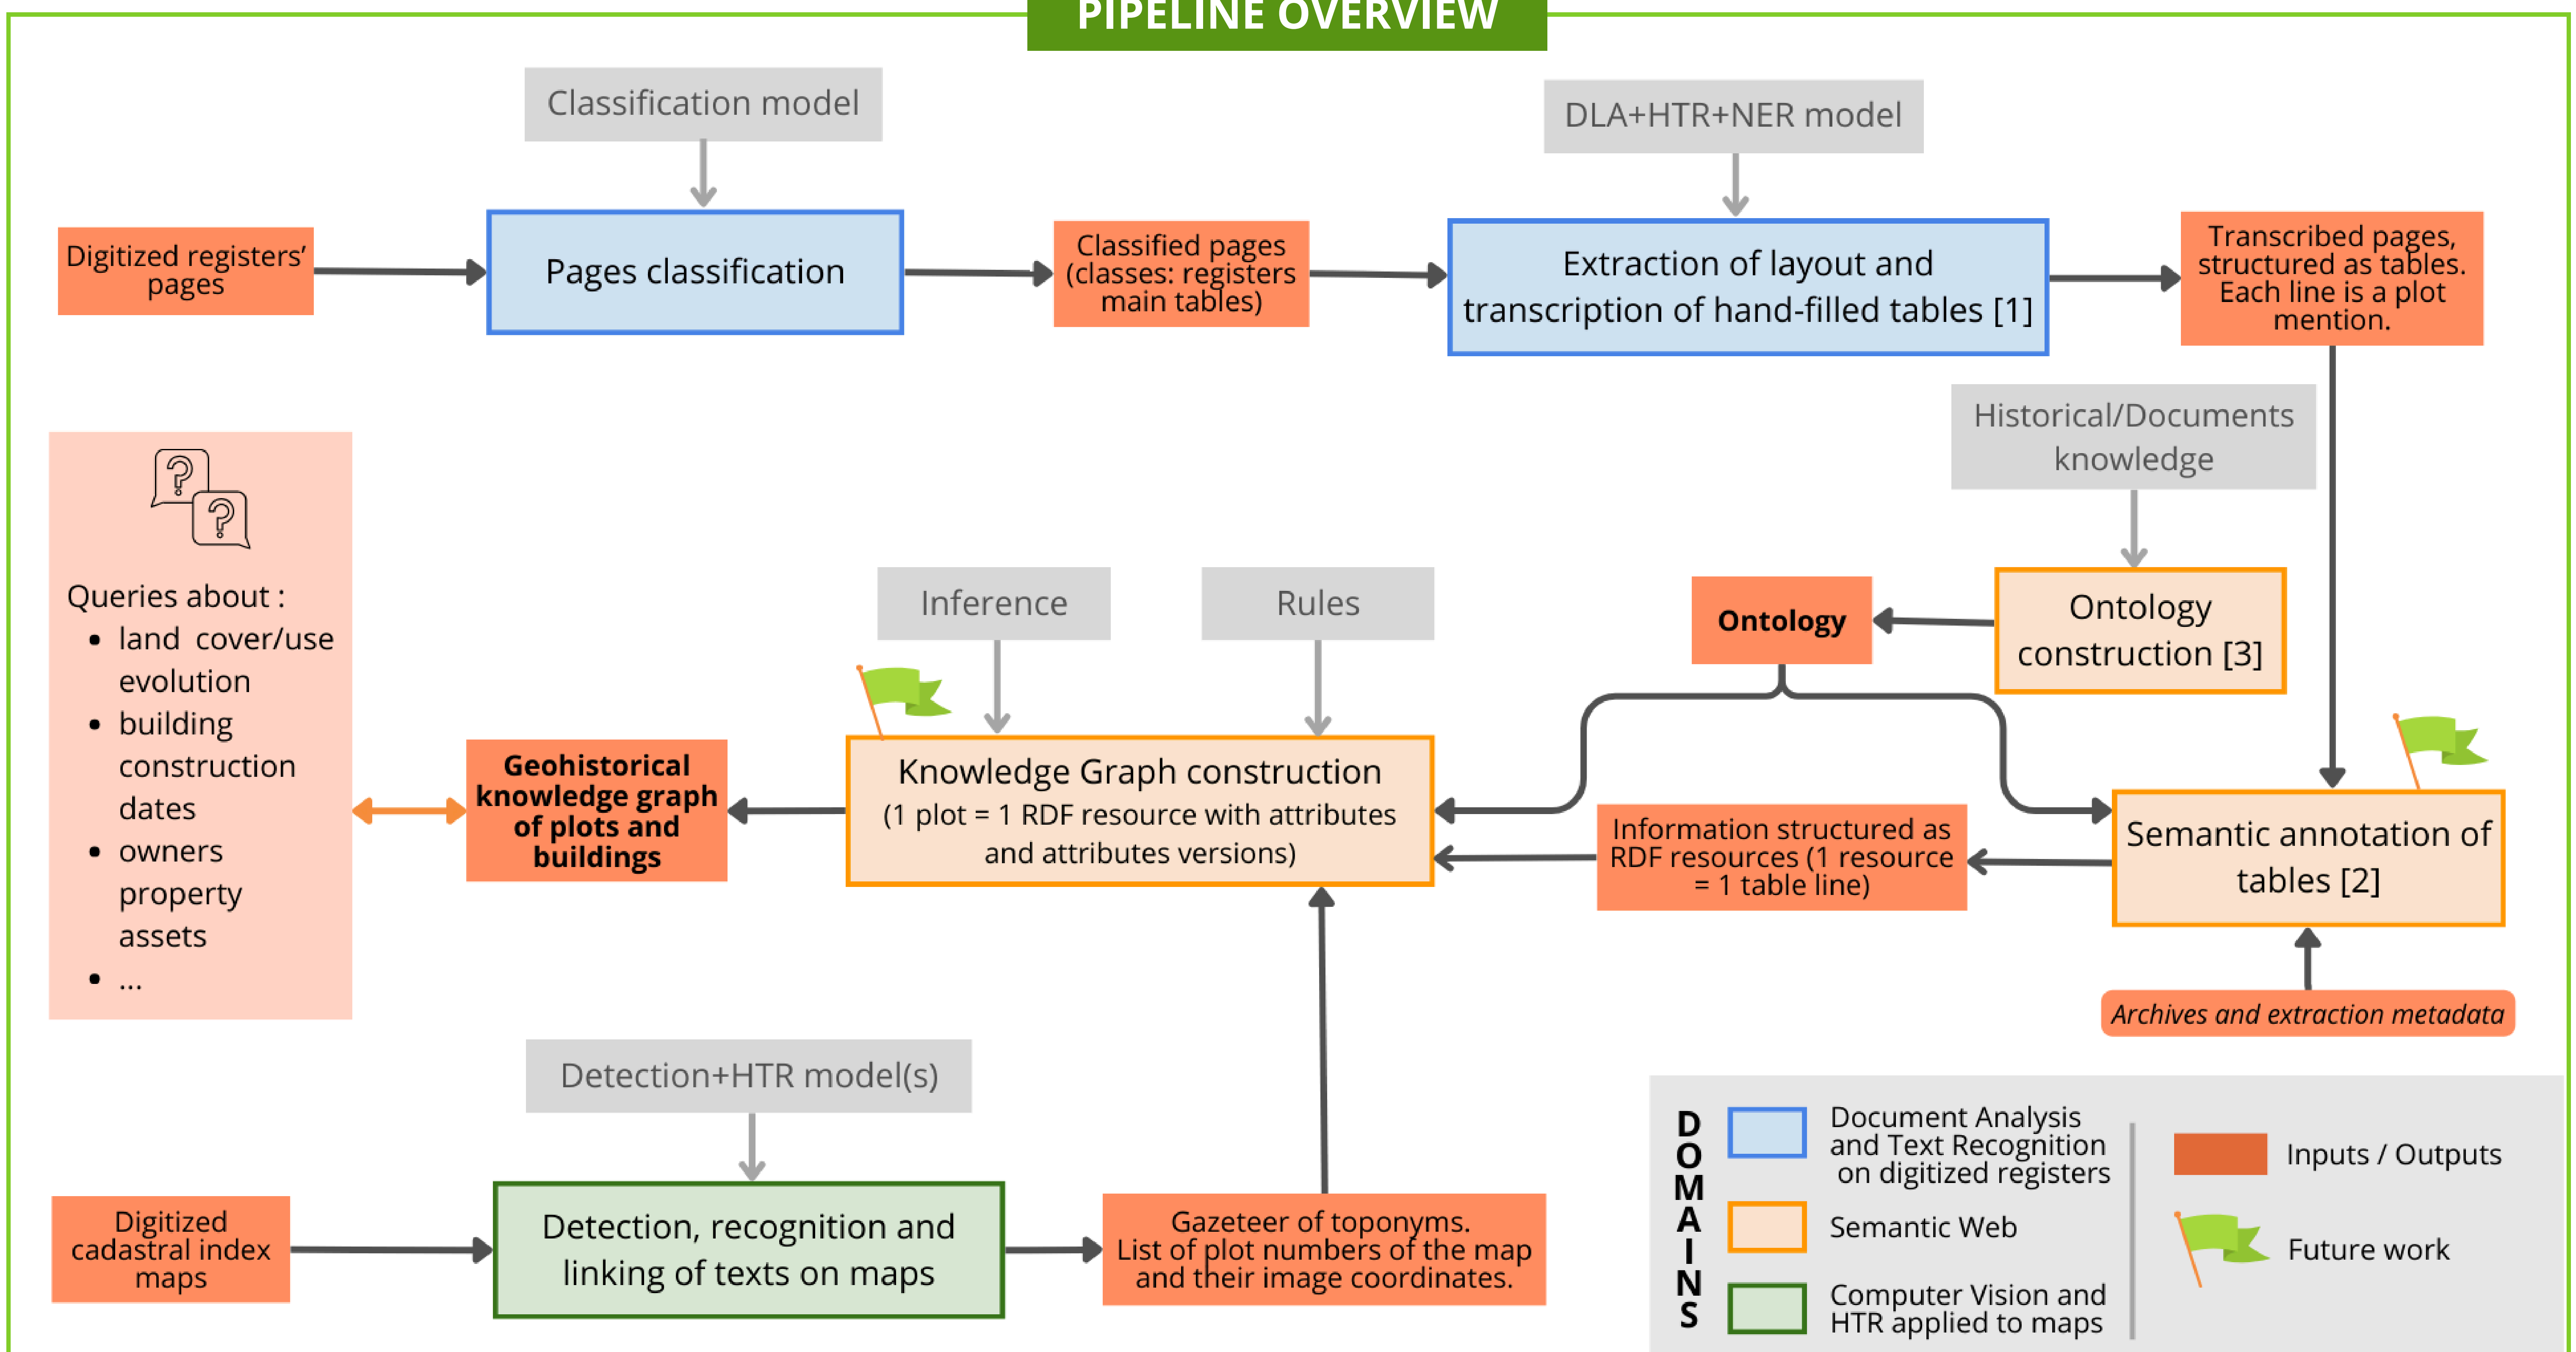 PIPELINE OVERVIEW
Classification model
DLA+HTR+NER model
Digitized registers’
pages
Pages classification
Classified pages
(classes: registers
main tables)
Extraction of layout and
transcription of hand-filled tables [1]
Transcribed pages,
structured as tables.
Each line is a plot
mention.
Historical/Documents
knowledge
?
?
Queries about :
• land cover/use
evolution
• building
construction
dates
• owners
property
assets
• ...
Inference
Rules
Ontology
Ontology
construction [3]
Geohistorical
knowledge graph
of plots and
buildings
Knowledge Graph construction
(1 plot = 1 RDF resource with attributes
and attributes versions)
Information structured as
RDF resources (1 resource
= 1 table line)
Semantic annotation of
tables [2]
Archives and extraction metadata
Detection+HTR model(s)
Digitized
cadastral index
maps
Detection, recognition and
linking of texts on maps
Gazeteer of toponyms.
List of plot numbers of the map
and their image coordinates.
DOMAINS
Document Analysis
and Text Recognition
on digitized registers
Semantic Web
Computer Vision and
HTR applied to maps
Inputs / Outputs
Future work